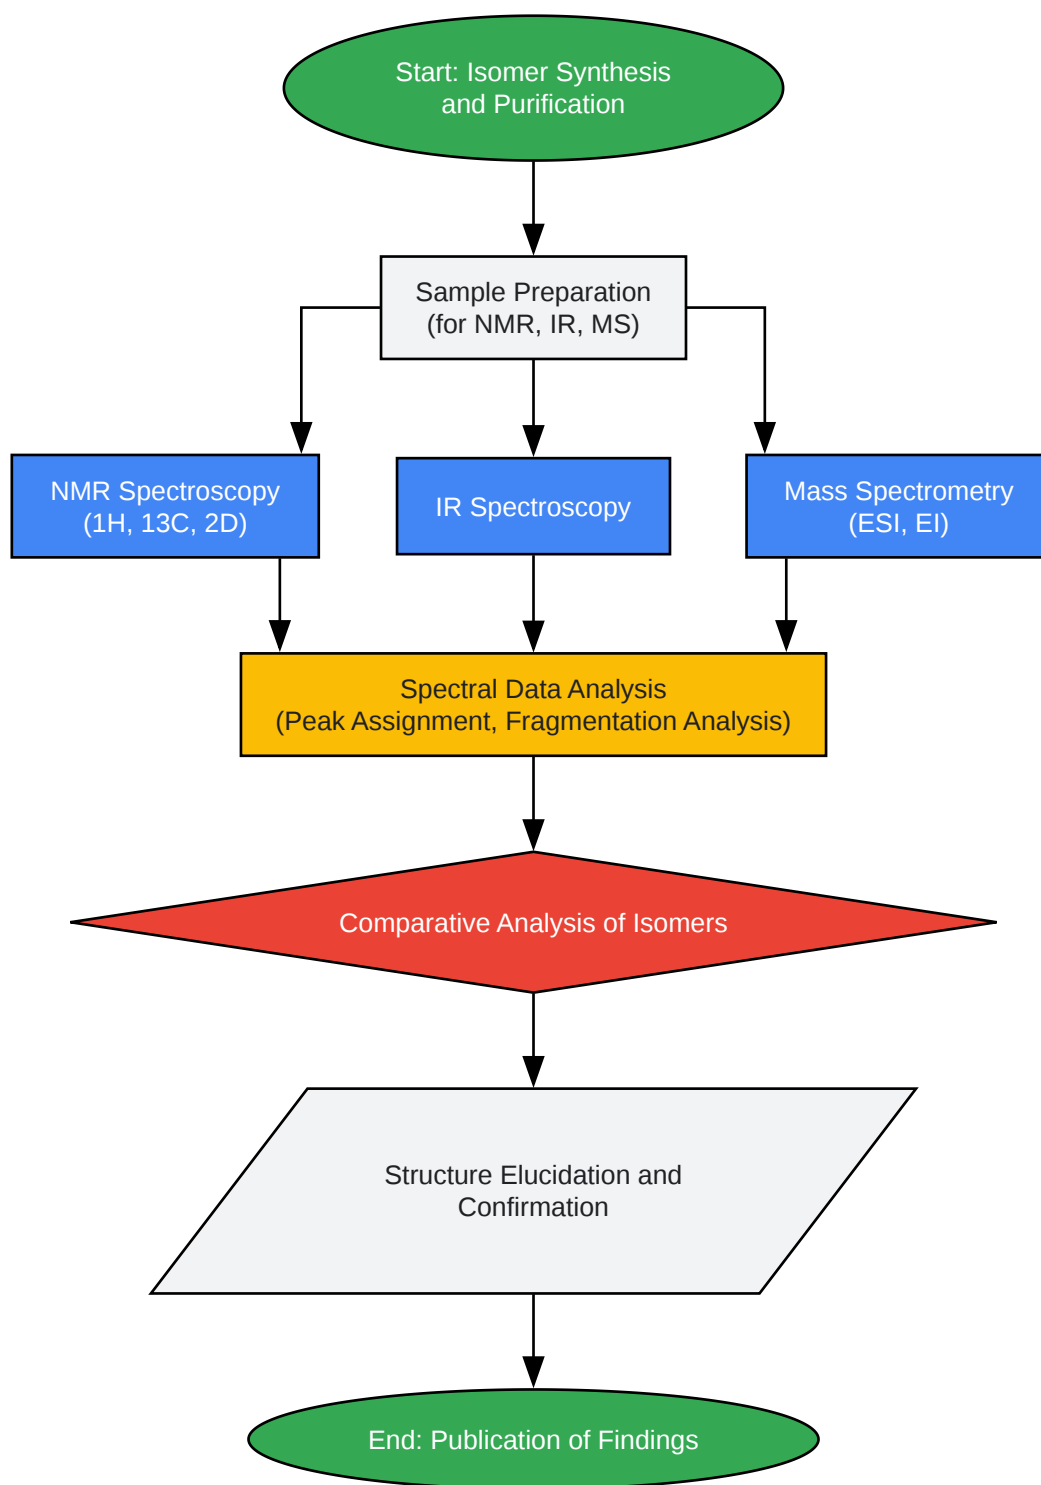 Start: Isomer Synthesis
and Purification
Sample Preparation
(for NMR, IR, MS)
NMR Spectroscopy
(1H, 13C, 2D)
IR Spectroscopy
Mass Spectrometry
(ESI, EI)
Spectral Data Analysis
(Peak Assignment, Fragmentation Analysis)
Comparative Analysis of Isomers
Structure Elucidation and
Confirmation
End: Publication of Findings